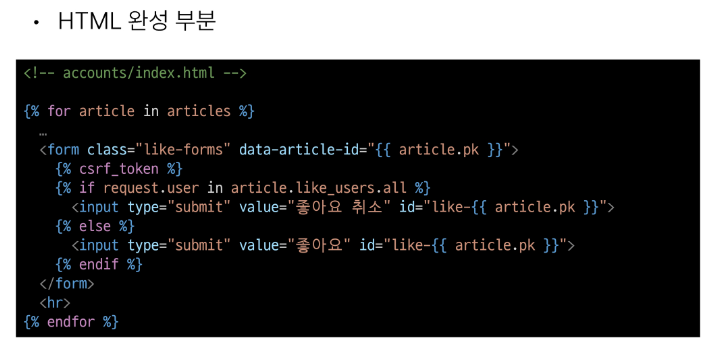 • HTML 완성 부분
<!-- accounts/index.html -->
{% for article in articles %}
…
<form class="like-forms" data-article-id="{{ article.pk }}">
{% csrf_token %}
{% if request.user in article.like_users.all %}
<input type="submit" value="좋아요 취소" id="like-{{ article.pk }}">
{% else %}
<input type="submit" value="좋아요" id="like-{{ article.pk }}">
{% endif %}
</form>
<hr>
{% endfor %}